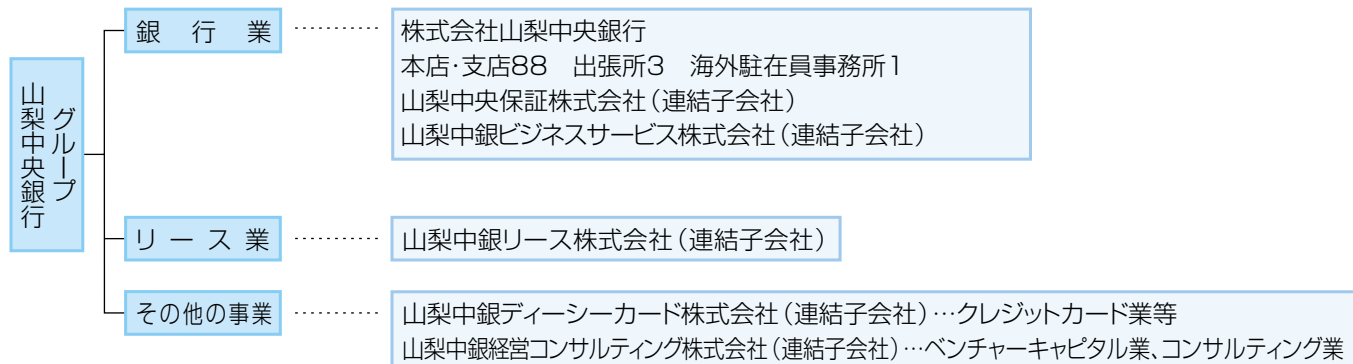 山梨中央銀行
グループ
銀行業
株式会社山梨中央銀行
本店･支店88　出張所3　海外駐在員事務所1
山梨中央保証株式会社（連結子会社）
山梨中銀ビジネスサービス株式会社（連結子会社）
リース業
山梨中銀リース株式会社（連結子会社）
その他の事業
山梨中銀ディーシーカード株式会社（連結子会社）…クレジットカード業等
山梨中銀経営コンサルティング株式会社（連結子会社）…ベンチャーキャピタル業、コンサルティング業